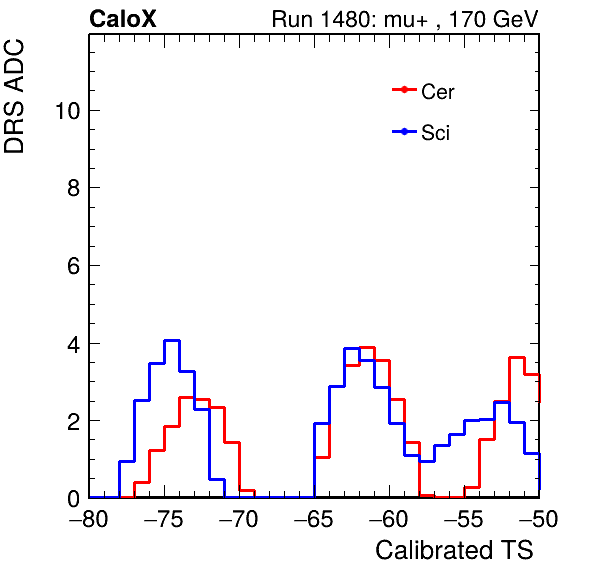 CaloX Run 1480: mu+ , 170 GeV
DRS ADC
Cer
Sci
10
8
6
4
2
0
−80 −75 −70 −65 −60 −55 −50
Calibrated TS